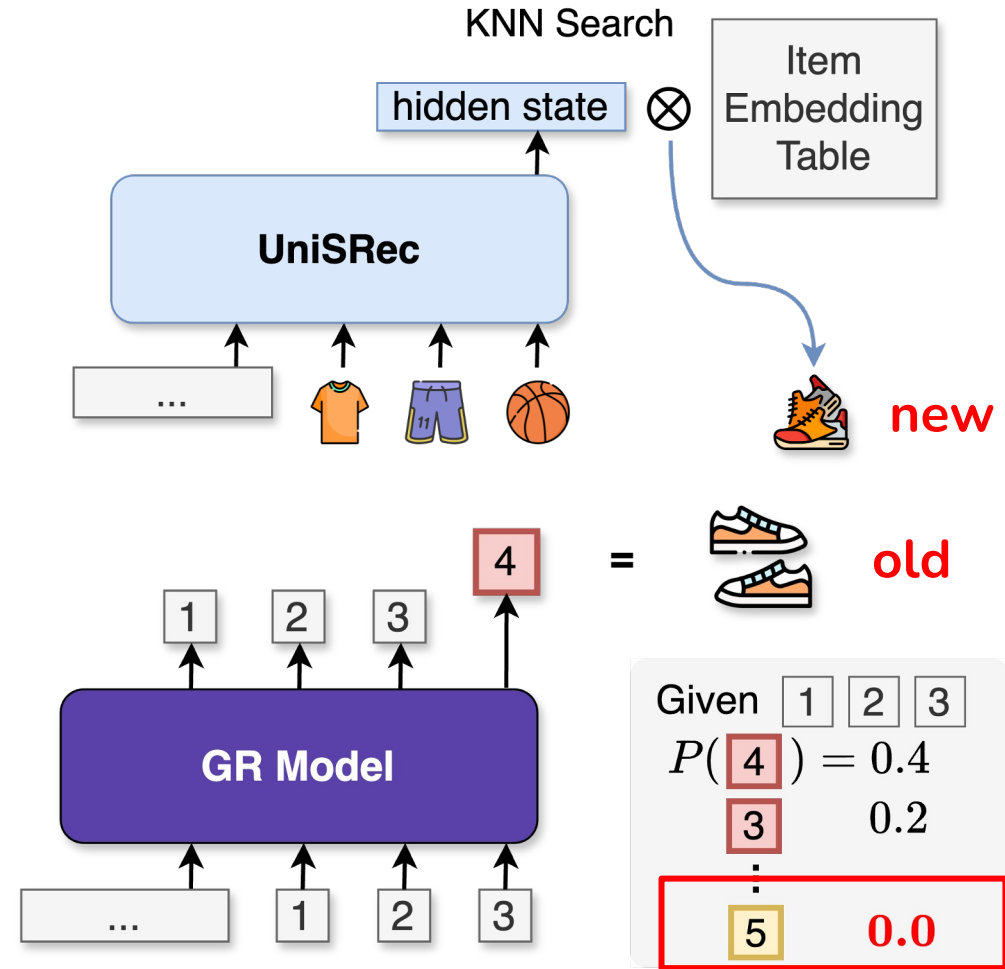 KNN Search
hidden state
⊗
Item
Embedding
Table
UniSRec
...
11
new
4
=
old
1 2 3
GR Model
... 1 2 3
Given 1 2 3
P( 4 ) = 0.4
3 0.2
⋮
5 0.0